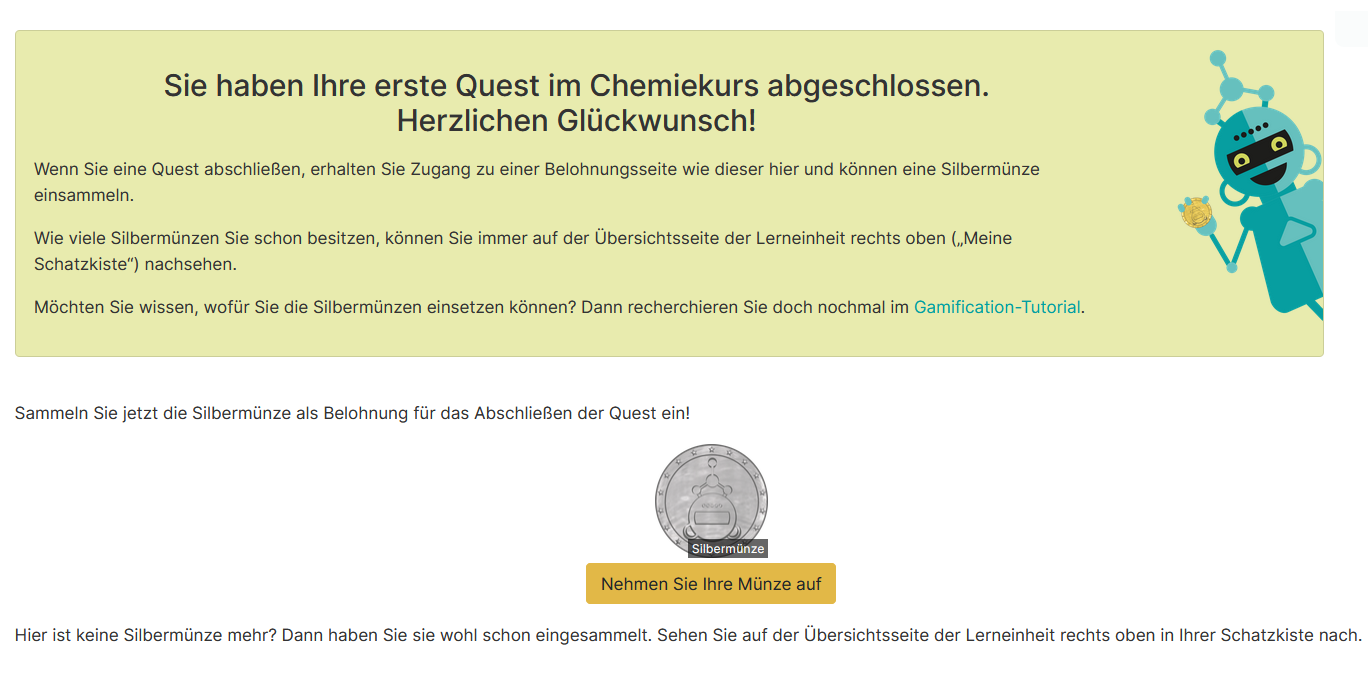 Sie haben Ihre erste Quest im Chemiekurs abgeschlossen.
Herzlichen Glückwunsch!
Wenn Sie eine Quest abschließen, erhalten Sie Zugang zu einer Belohnungsseite wie dieser hier und können eine Silbermünze
einsammeln.
Wie viele Silbermünzen Sie schon besitzen, können Sie immer auf der Übersichtsseite der Lerneinheit rechts oben („Meine
Schatzkiste“) nachsehen.
Möchten Sie wissen, wofür Sie die Silbermünzen einsetzen können? Dann recherchieren Sie doch nochmal im Gamification-Tutorial.
Sammeln Sie jetzt die Silbermünze als Belohnung für das Abschließen der Quest ein!
Silbermünze
Nehmen Sie Ihre Münze auf
Hier ist keine Silbermünze mehr? Dann haben Sie sie wohl schon eingesammelt. Sehen Sie auf der Übersichtsseite der Lerneinheit rechts oben in Ihrer Schatzkiste nach.